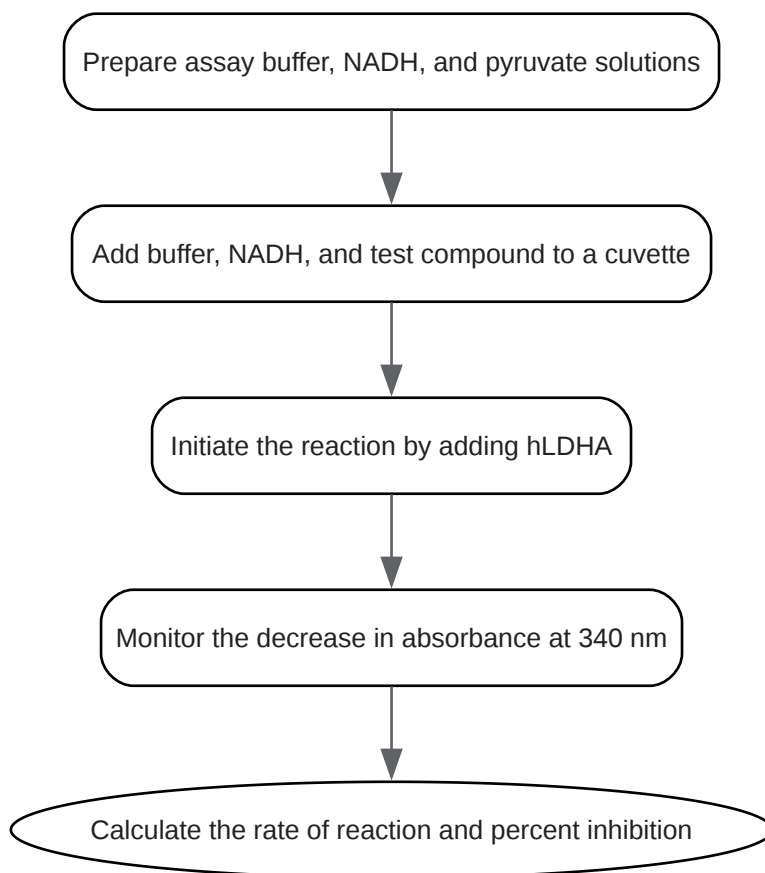 Prepare assay buffer, NADH, and pyruvate solutions
Add buffer, NADH, and test compound to a cuvette
Initiate the reaction by adding hLDHA
Monitor the decrease in absorbance at 340 nm
Calculate the rate of reaction and percent inhibition